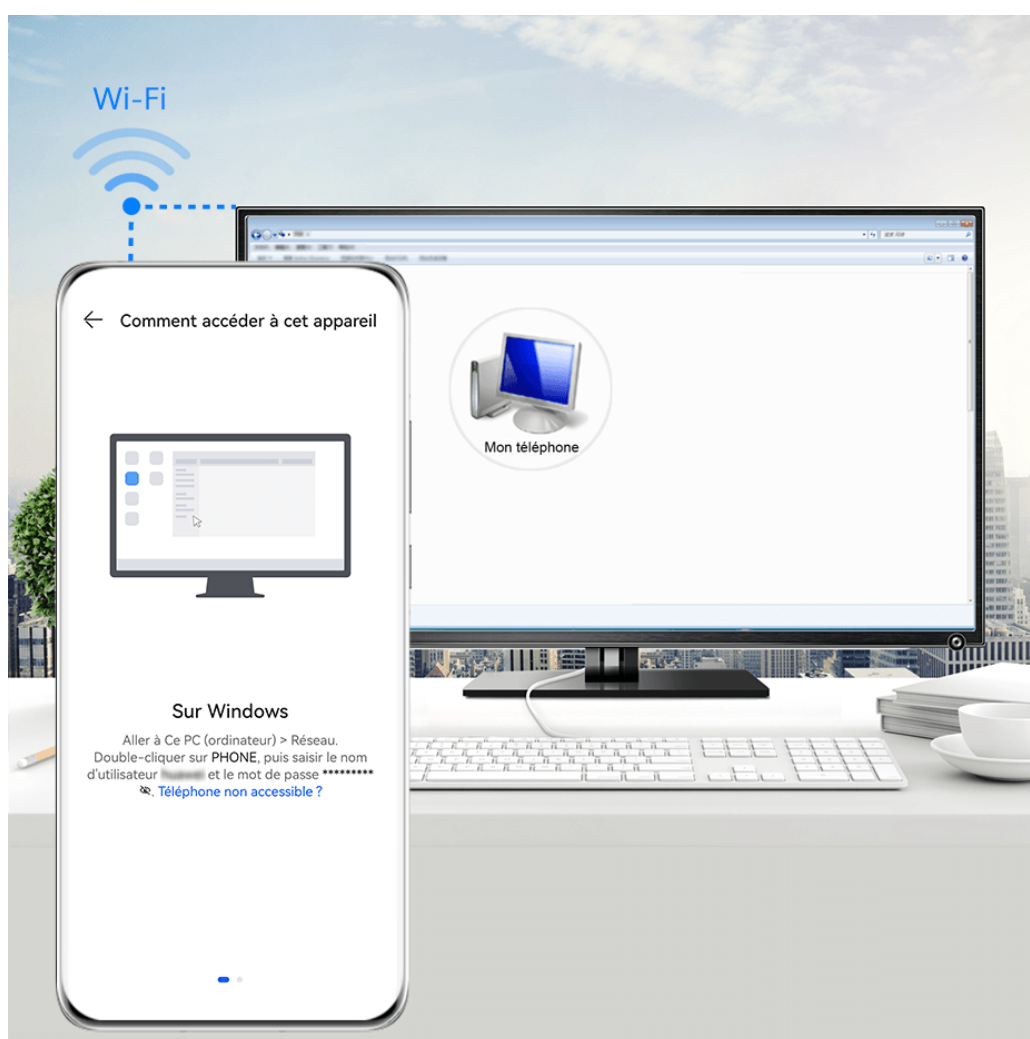 Wi-Fi
Comment accéder à cet appareil
Mon téléphone
Sur Windows
Aller à Ce PC (ordinateur) > Réseau.
Double-cliquer sur PHONE, puis saisir le nom
d'utilisateur et le mot de passe *********
. Téléphone non accessible ?